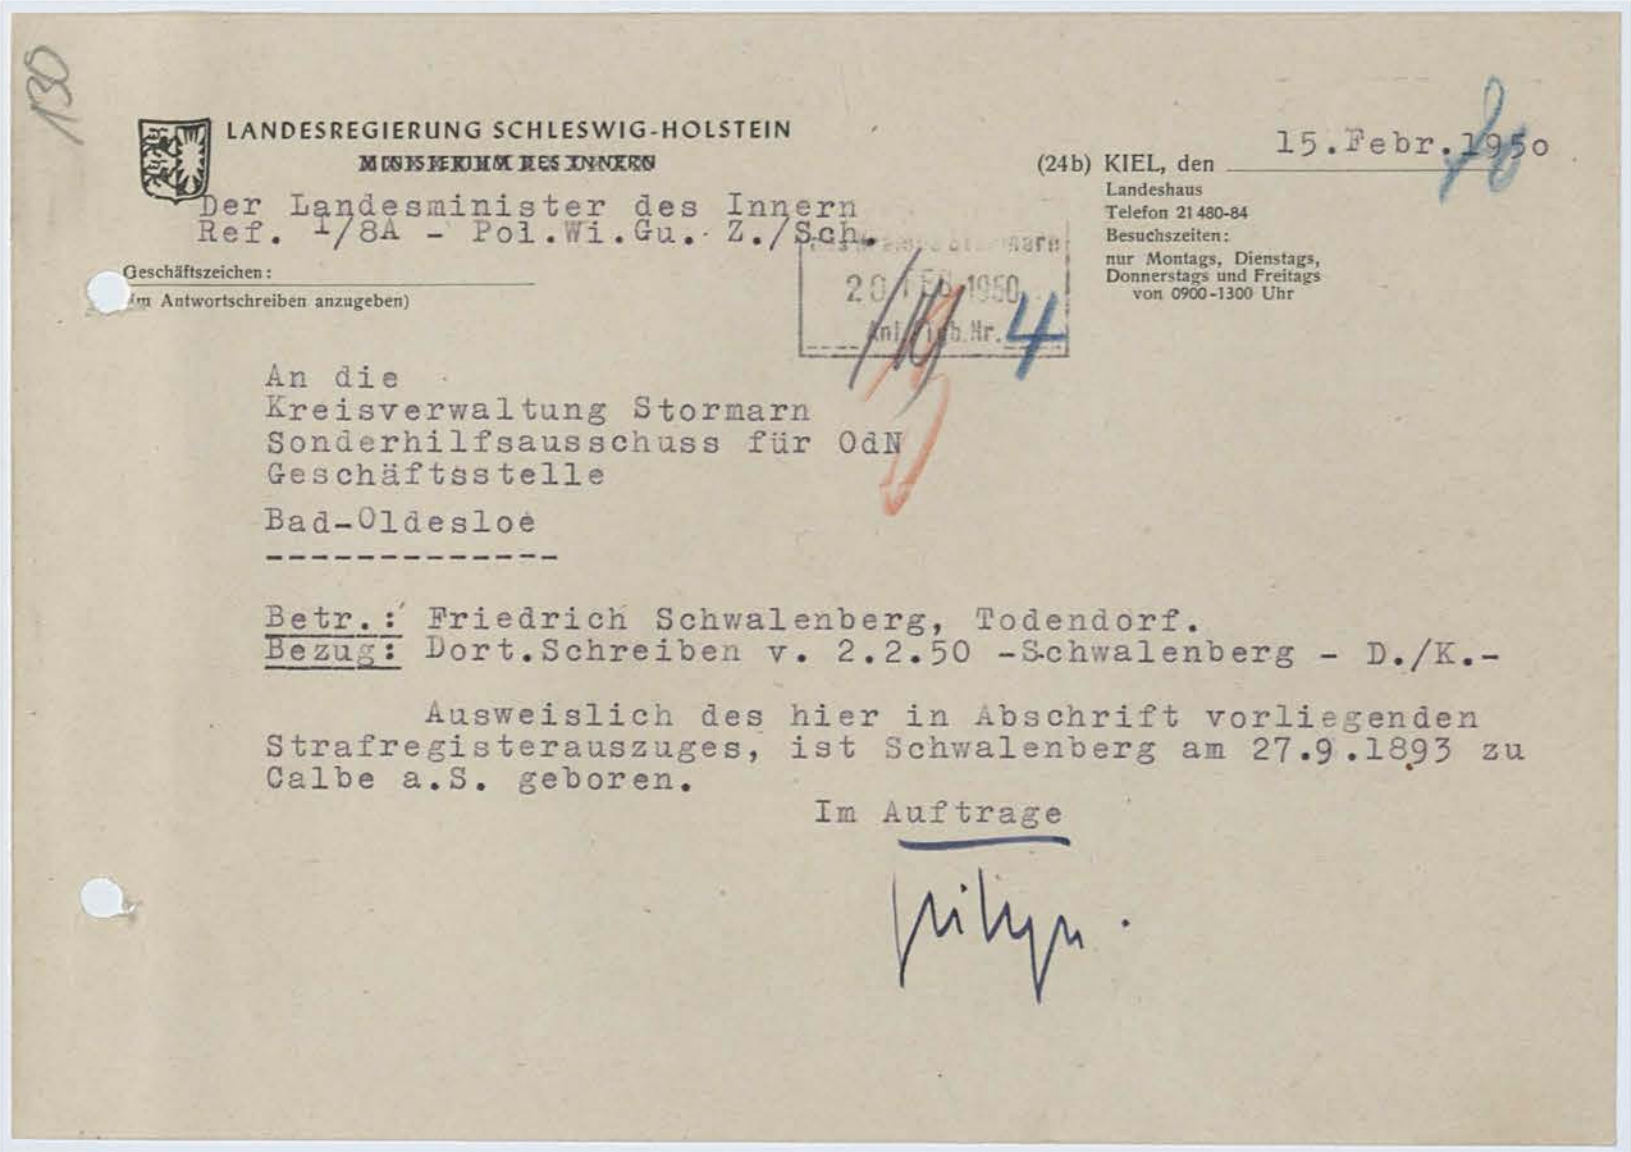 130
LANDESREGIERUNG SCHLESWIG-HOLSTEIN
MINISTERIUM DES INNERN
Der Landesminister des Innern
Ref. I/8A - Pol.Wi.Gu. Z./Sch.
Geschäftszeichen:
Antwortschreiben anzugeben)
15.Febr.1950
(24b) KIEL, den
Landeshaus
Telefon 21480-84
Besuchszeiten:
nur Montags, Dienstags,
Donnerstags und Freitags
von 0900-1300 Uhr
Stormarn
20 FEB 1950
4
An die
Kreisverwaltung Stormarn
Sonderhilfsausschuss für OdN
Geschäftsstelle
Bad-Oldesloe
-------------
Betr.: Friedrich Schwalenberg, Todendorf.
Bezug: Dort.Schreiben v. 2.2.50 -Schwalenberg - D./K.-
Ausweislich des hier in Abschrift vorliegenden
Strafregisterauszuges, ist Schwalenberg am 27.9.1893 zu
Calbe a.S. geboren.
Im Auftrage